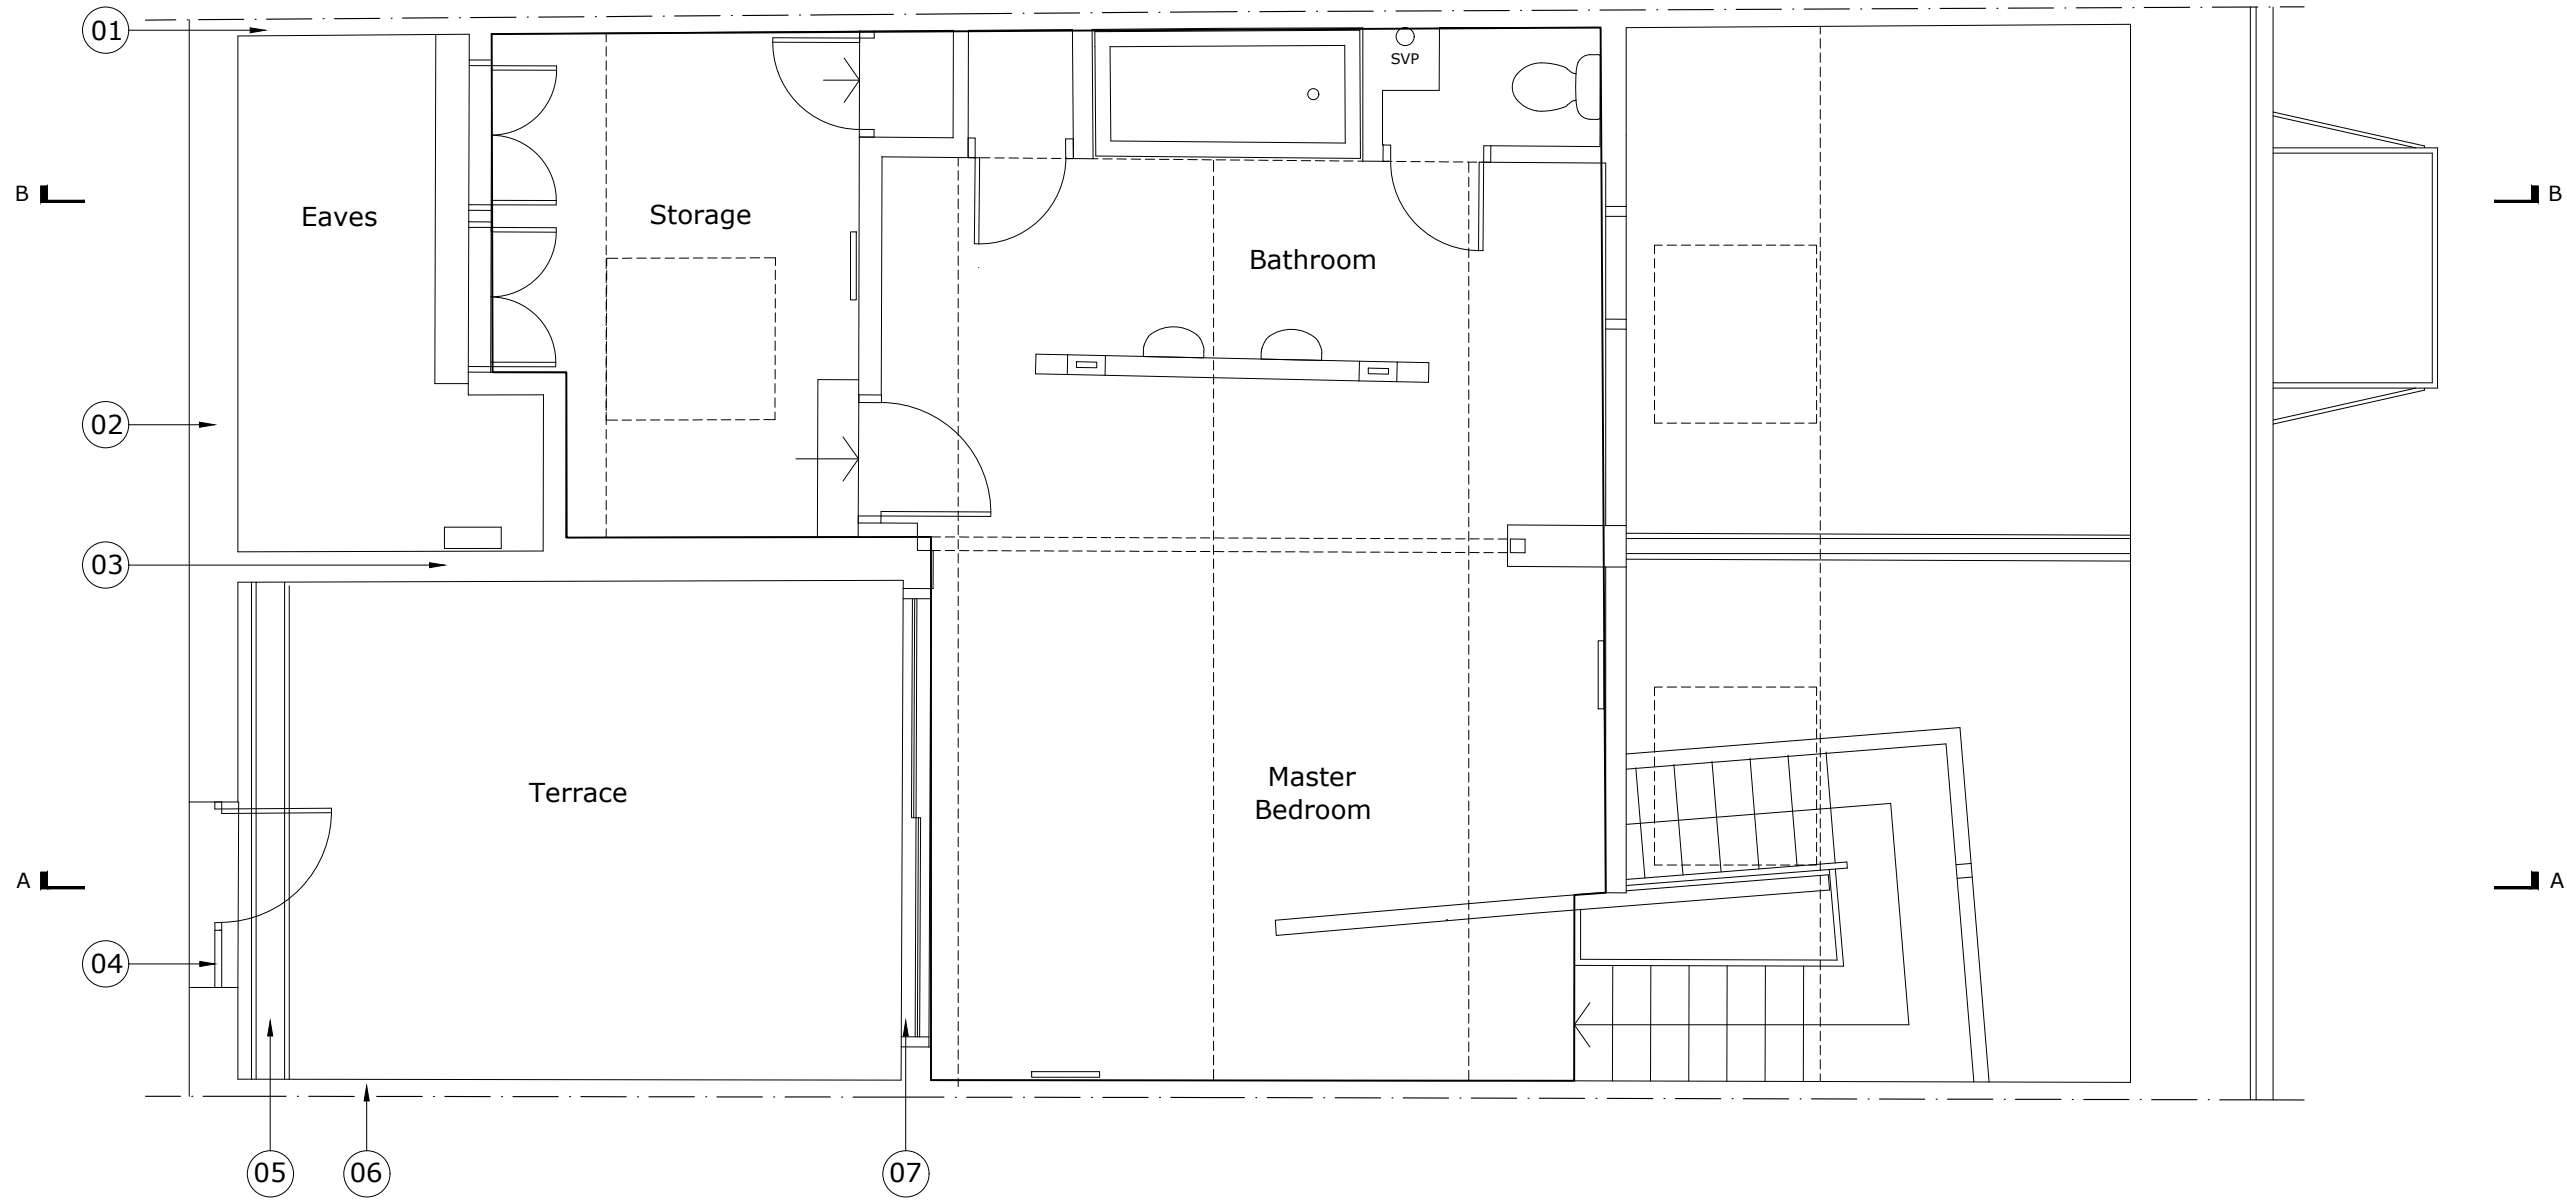 01
SVP
B
B
Eaves
Storage
Bathroom
02
03
Terrace
Master
Bedroom
A
A
04
05
06
07